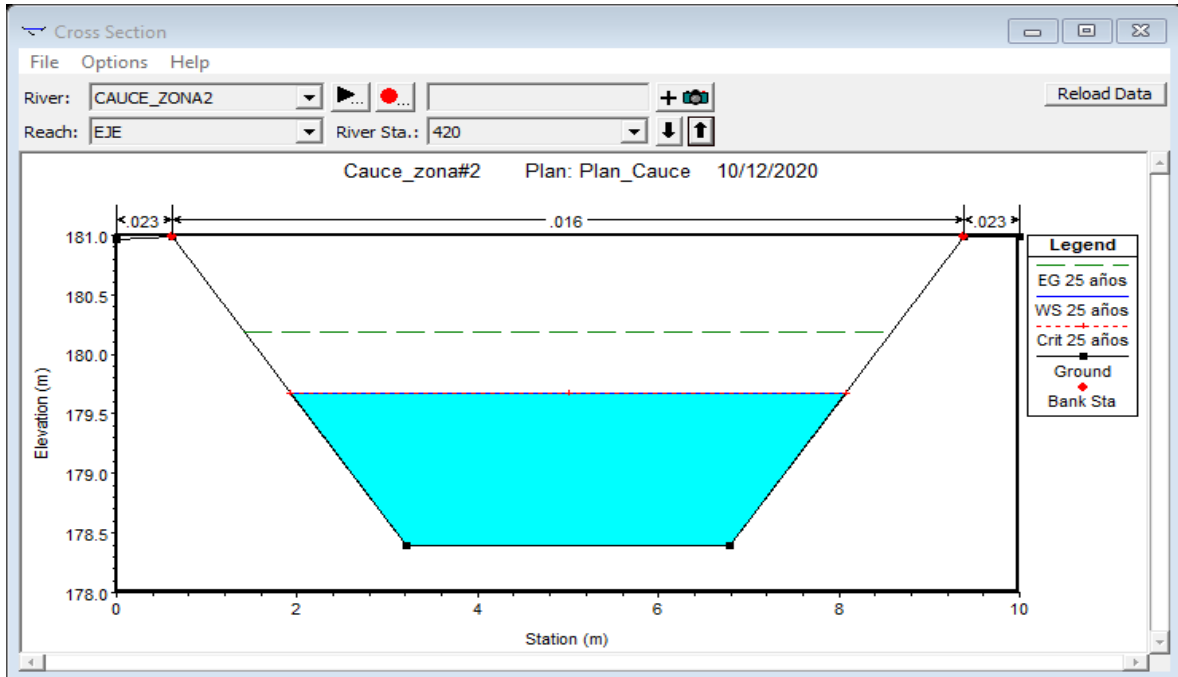 Cross Section
File Options Help
River: CAUCE_ZONA2 Reload Data
Reach: EJE River Sta.: 420
Cauce_zona#2 Plan: Plan_Cauce 10/12/2020
.023 .016 .023
181.0
180.5
180.0
179.5
179.0
178.5
178.0
Elevation (m)
0 2 4 6 8 10
Station (m)
Legend
EG 25 años
WS 25 años
Crit 25 años
Ground
Bank Sta